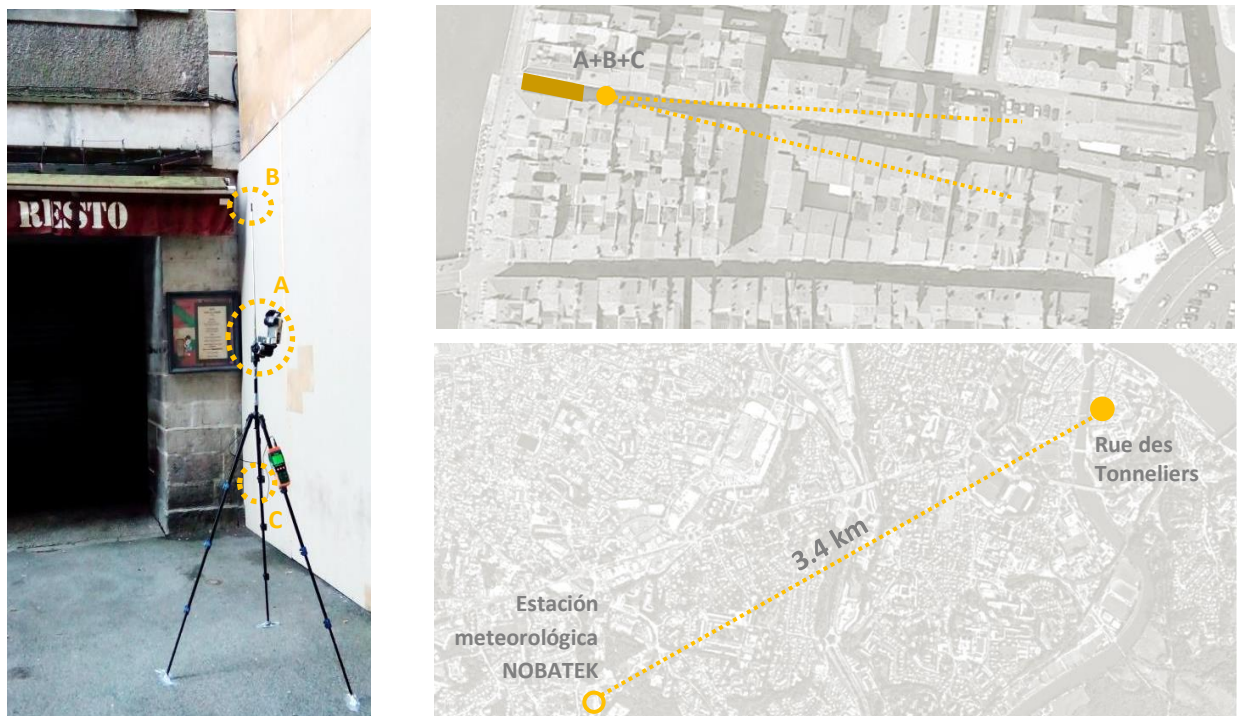 B
RESTO
A
C
A+B+C
Rue des
Tonneliers
3.4 km
Estación
meteorológica
NOBATEK